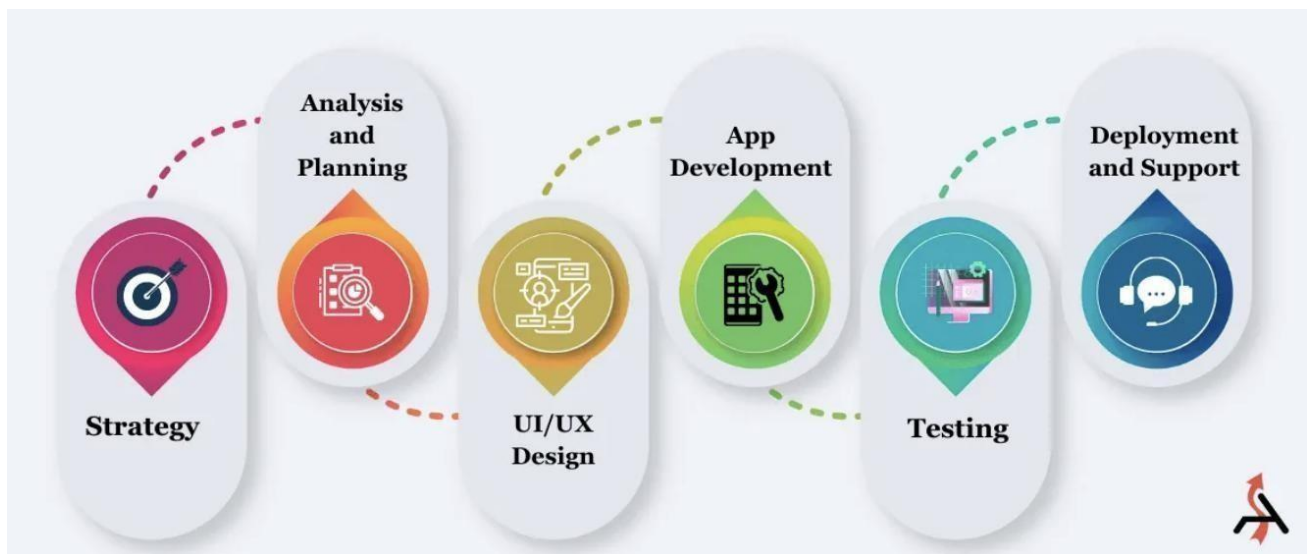 Strategy
Analysis
and
Planning
UI/UX
Design
App
Development
Testing
Deployment
and Support